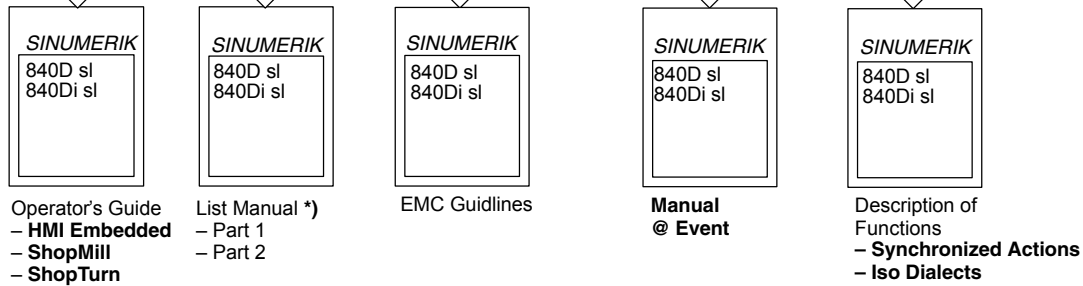 SINUMERIK
840D sl
840Di sl
Operator's Guide
– HMI Embedded
– ShopMill
– ShopTurn
SINUMERIK
840D sl
840Di sl
List Manual *)
– Part 1
– Part 2
SINUMERIK
840D sl
840Di sl
EMC Guidlines
SINUMERIK
840D sl
840Di sl
Manual
@ Event
SINUMERIK
840D sl
840Di sl
Description of
Functions
– Synchronized Actions
– Iso Dialects